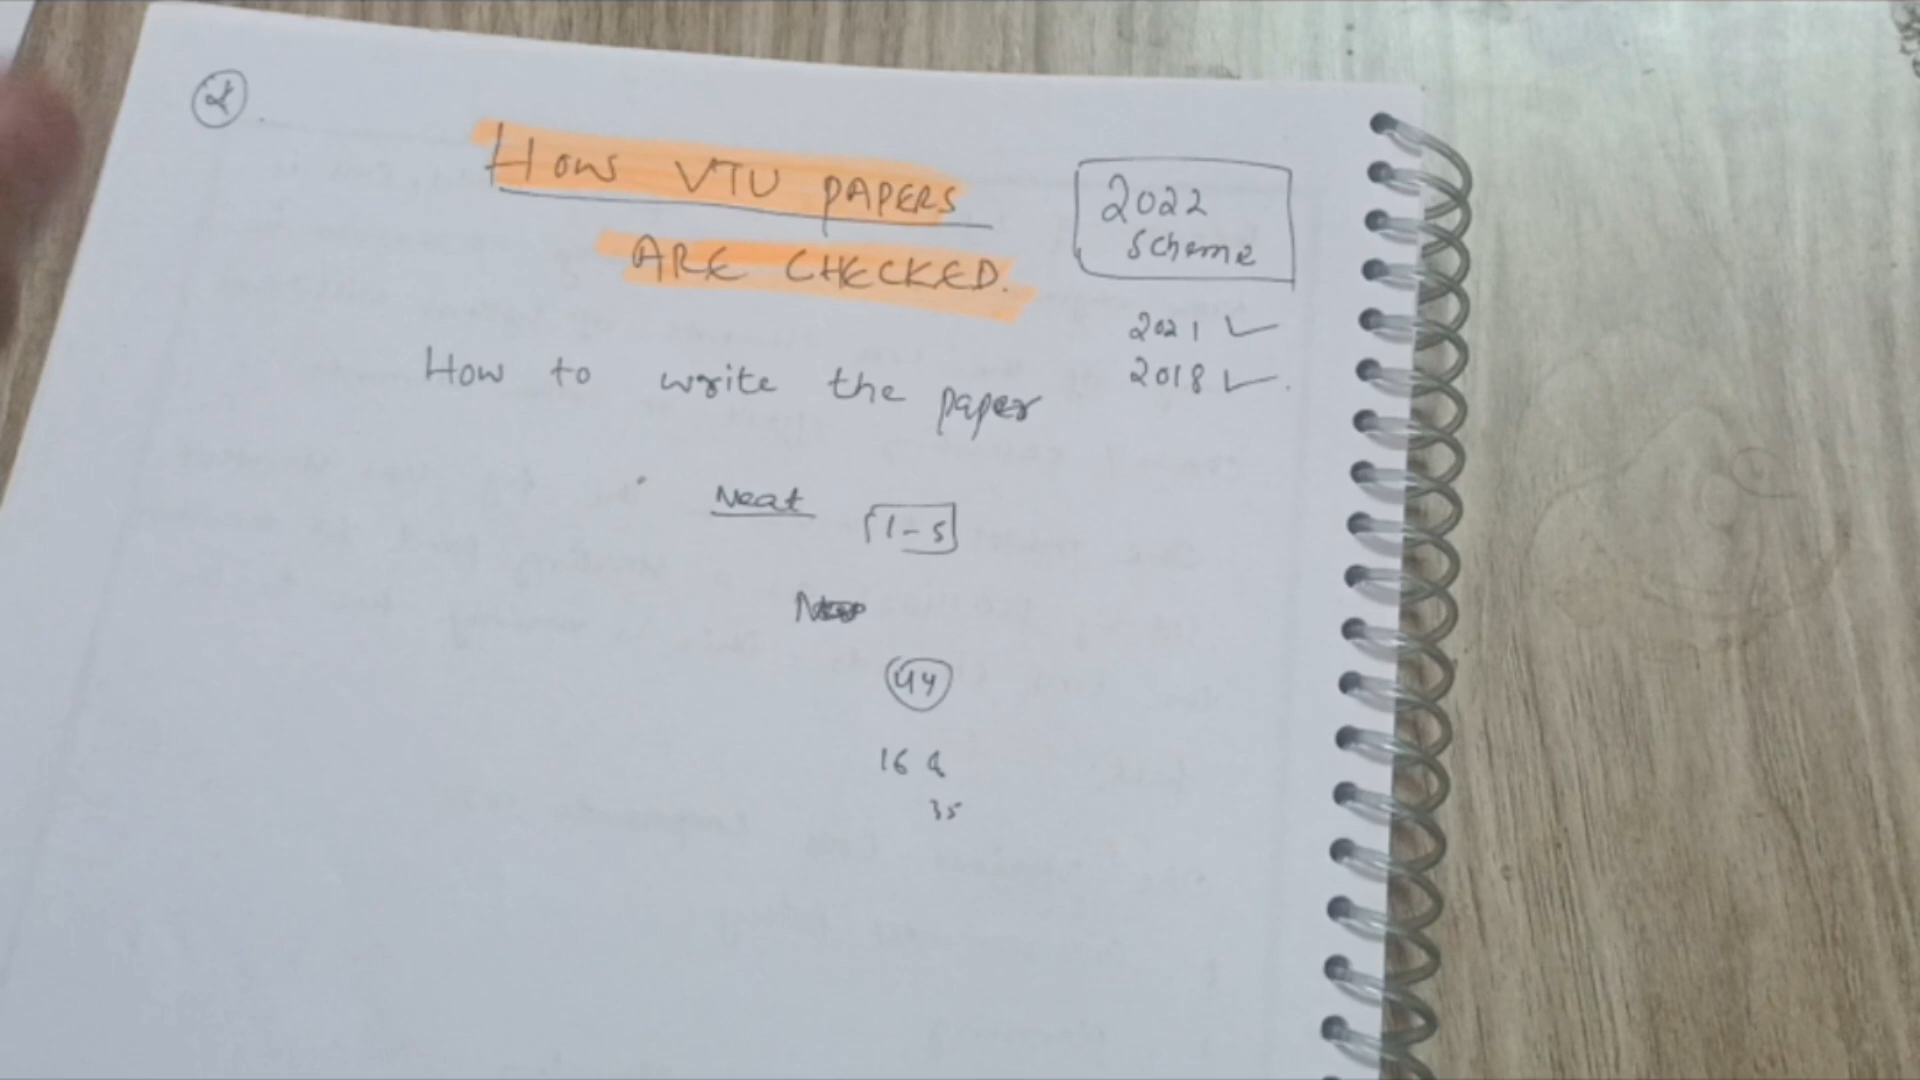 How VTU PAPERS
ARE CHECKED.
2022
Scheme
2021
2018
How to write the paper
Neat 1-5
44
16
35